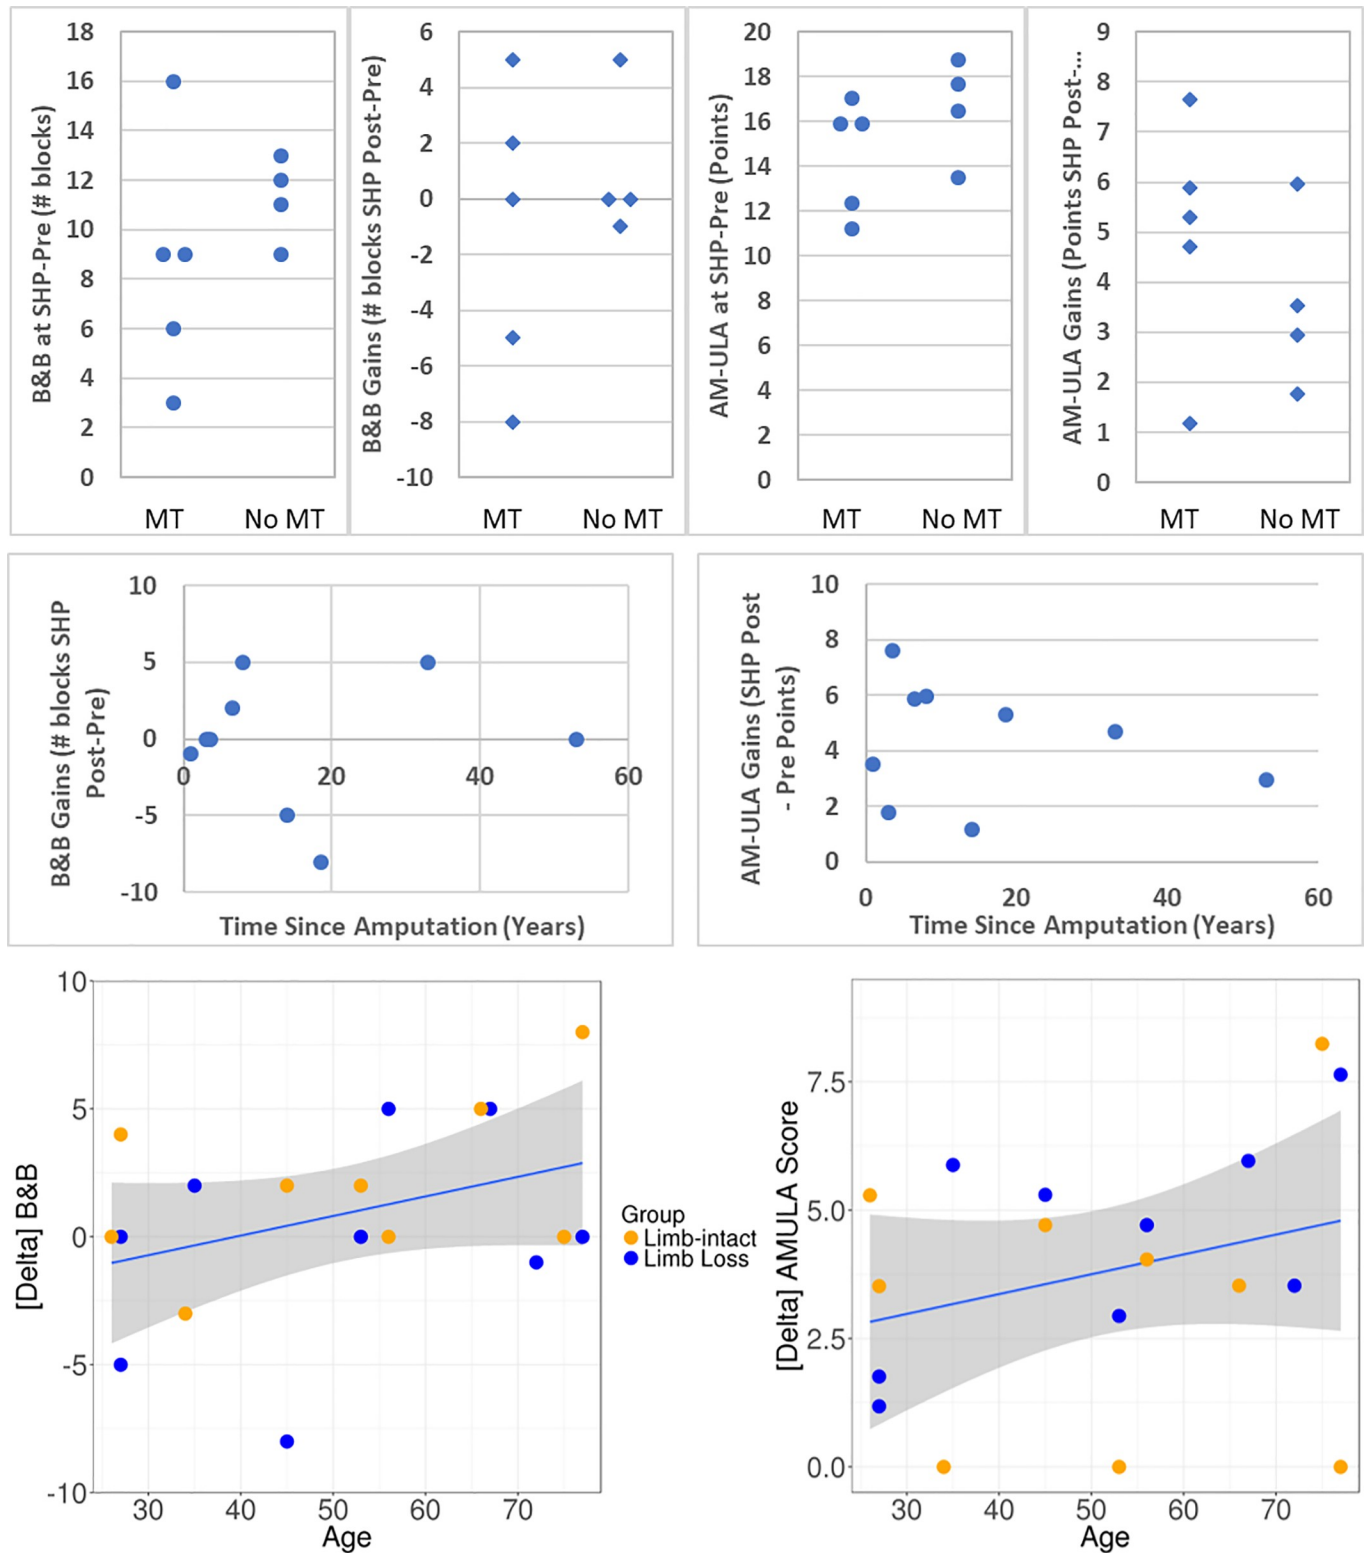 B&B at SHP-Pre (# blocks)
18
16
14
12
10
8
6
4
2
0
MT No MT
B&B Gains (# blocks SHP Post-Pre)
6
4
2
0
-2
-4
-6
-8
-10
MT No MT
AM-ULA at SHP-Pre (Points)
20
18
16
14
12
10
8
6
4
2
0
MT No MT
AM-ULA Gains (Points SHP Post-...
9
8
7
6
5
4
3
2
1
0
MT No MT
B&B Gains (# blocks SHP
Post-Pre)
10
5
0
-5
-10
0 20 40 60
Time Since Amputation (Years)
AM-ULA Gains (SHP Post
- Pre Points)
10
8
6
4
2
0
0 20 40 60
Time Since Amputation (Years)
[Delta] B&B
10
5
0
-5
-10
30 40 50 60 70
Age
Group
Limb-intact
Limb Loss
[Delta] AMULA Score
7.5
5.0
2.5
0.0
30 40 50 60 70
Age